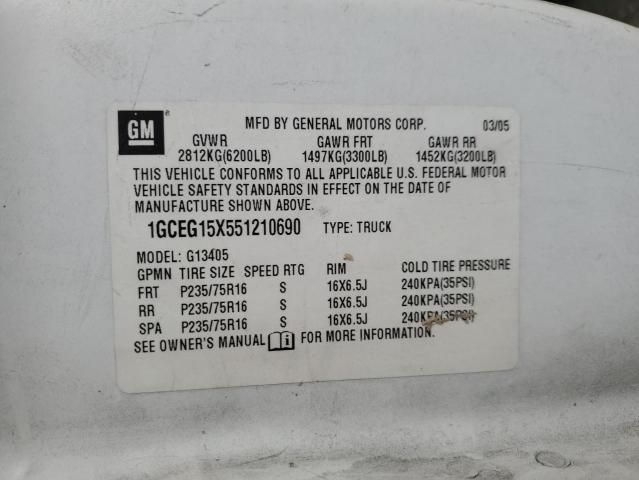 GM ®
MFD BY GENERAL MOTORS CORP. 03/05
GVWR GAWR FRT GAWR RR
2812KG(6200LB) 1497KG(3300LB) 1452KG(3200LB)
THIS VEHICLE CONFORMS TO ALL APPLICABLE U.S. FEDERAL MOTOR
VEHICLE SAFETY STANDARDS IN EFFECT ON THE DATE OF
MANUFACTURE SHOWN ABOVE.
1GCEG15X551210690 TYPE: TRUCK
MODEL: G13405
GPMN TIRE SIZE SPEED RTG RIM COLD TIRE PRESSURE
FRT P235/75R16 S 16X6.5J 240KPA(35PSI)
RR P235/75R16 S 16X6.5J 240KPA(35PSI)
SPA P235/75R16 S 16X6.5J 240KPA(35PSI)
SEE OWNER'S MANUAL i FOR MORE INFORMATION.